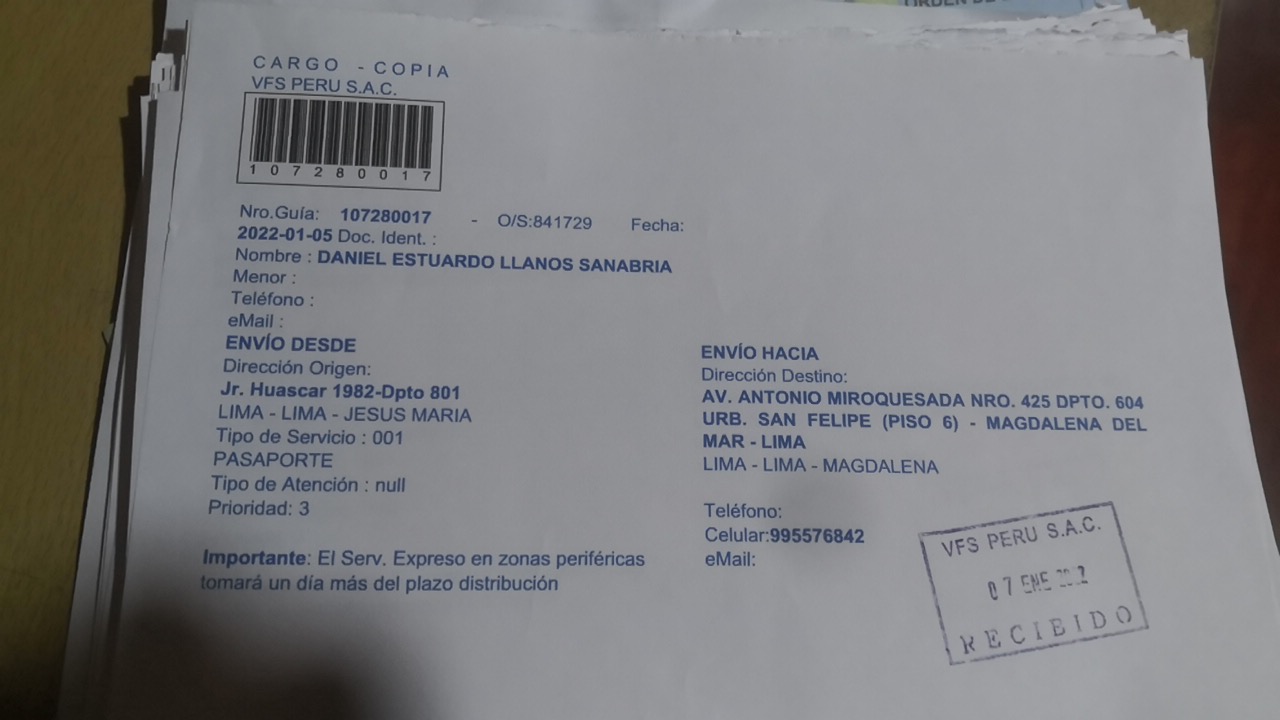 ORDEN DE
CARGO - COPIA
VFS PERU S.A.C.
107280017
Nro.Guía: 107280017 - O/S:841729 Fecha:
2022-01-05 Doc. Ident. :
Nombre : DANIEL ESTUARDO LLANOS SANABRIA
Menor :
Teléfono :
eMail :
ENVÍO DESDE
Dirección Origen:
Jr. Huascar 1982-Dpto 801
LIMA - LIMA - JESUS MARIA
Tipo de Servicio : 001
PASAPORTE
Tipo de Atención : null
Prioridad: 3
Importante: El Serv. Expreso en zonas periféricas
tomará un día más del plazo distribución
ENVÍO HACIA
Dirección Destino:
AV. ANTONIO MIROQUESADA NRO. 425 DPTO. 604
URB. SAN FELIPE (PISO 6) - MAGDALENA DEL
MAR - LIMA
LIMA - LIMA - MAGDALENA
Teléfono:
Celular:995576842
eMail:
VFS PERU S.A.C.
07 ENE 2022
RECIBIDO